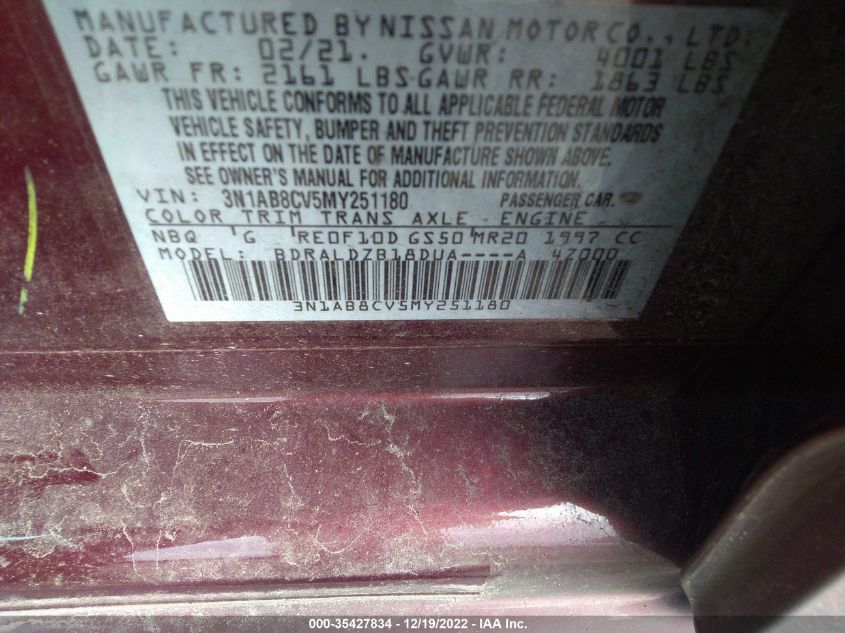 MANUFACTURED BY NISSAN MOTOR CO., LTD.
DATE: 02/21. GVWR: 4001 LBS
GAWR FR: 2161 LBS GAWR RR: 1863 LBS
THIS VEHICLE CONFORMS TO ALL APPLICABLE FEDERAL MOTOR
VEHICLE SAFETY, BUMPER AND THEFT PREVENTION STANDARDS
IN EFFECT ON THE DATE OF MANUFACTURE SHOWN ABOVE.
SEE OWNER'S MANUAL FOR ADDITIONAL INFORMATION
VIN: 3N1AB8CV5MY251180 PASSENGER CAR.
COLOR TRIM TRANS AXLE ENGINE
NBQ G RE0F10D GS50 MR20 1997 CC
MODEL: BDRALDZB18DUA----A 4Z000
3N1AB8CV5MY251180
000-35427834 - 12/19/2022 - IAA Inc.